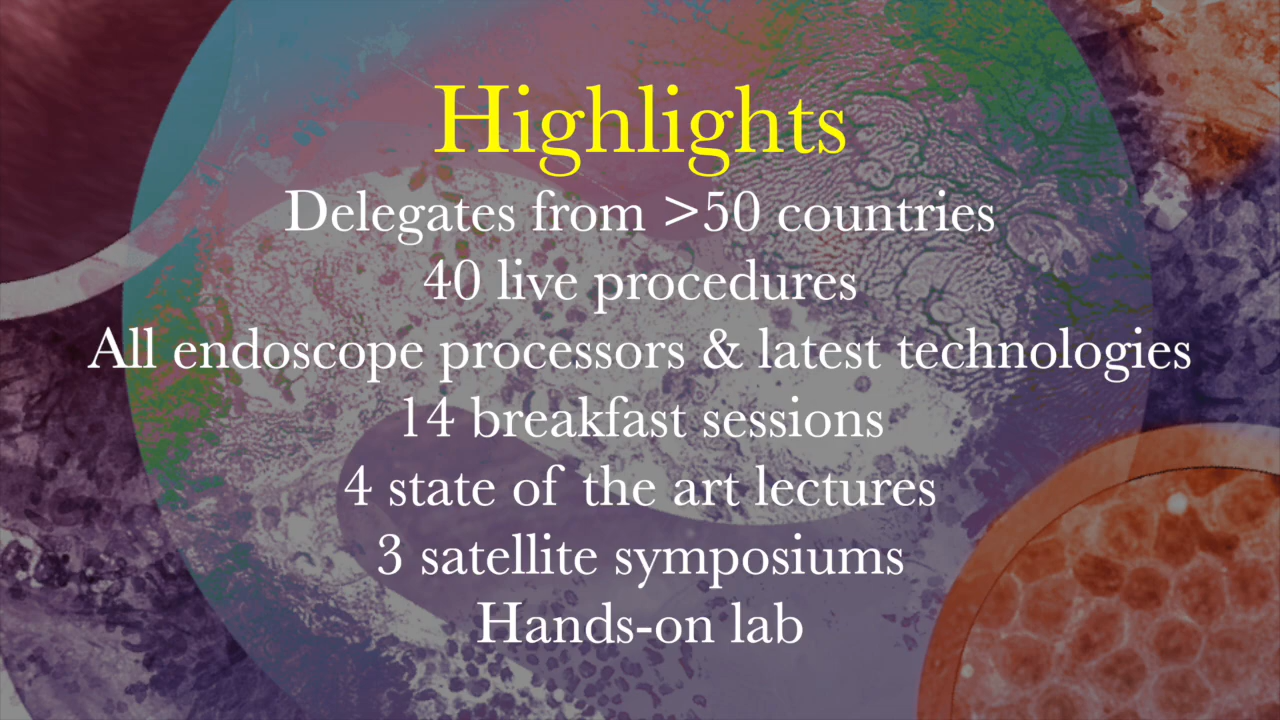 Highlights
Delegates from >50 countries
40 live procedures
All endoscope processors & latest technologies
14 breakfast sessions
4 state of the art lectures
3 satellite symposiums
Hands-on lab